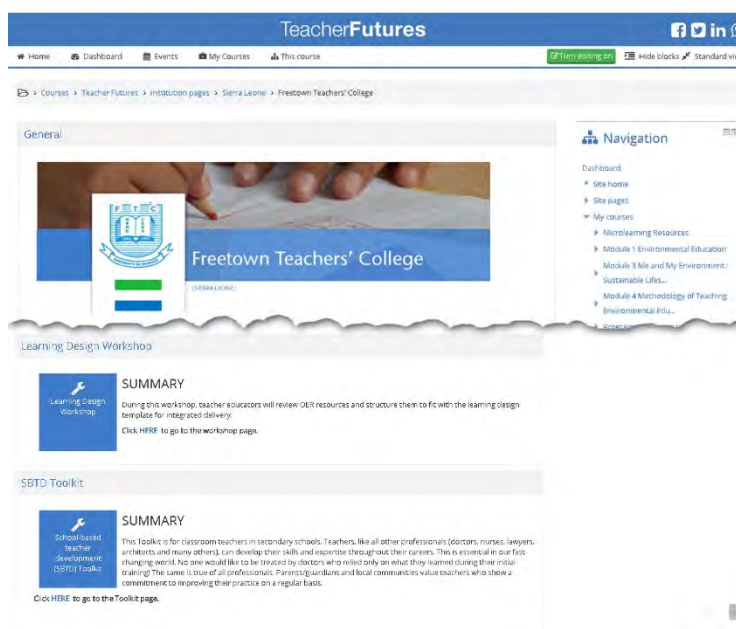 TeacherFutures
Home Dashboard Events My Courses This course Turn editing on Hide blocks Standard vi
> Courses > TeacherFutures > Institution pages > Sierra Leone > Freetown Teachers' College
General
Navigation
Dashboard
Site home
Site pages
My courses
Microlearning Resources
Module 1 Environmental Education
Module 3 Me and My Environment: Sustainable Lifes...
Module 4 Methodology of Teaching Environmental Edu...
F T C
Freetown Teachers' College
(SIERRA LEONE)
Learning Design Workshop
Learning Design
Workshop
SUMMARY
During this workshop, teacher educators will review OER resources and structure them to fit with the learning design
template for integrated delivery.
Click HERE to go to the workshop page.
SBTD Toolkit
School-based
teacher
development
(SBTD) Toolkit
SUMMARY
This Toolkit is for classroom teachers in secondary schools. Teachers, like all other professionals (doctors, nurses, lawyers,
architects and many others), can develop their skills and expertise throughout their careers. This is essential in our fast
changing world. No one would like to be treated by doctors who relied only on what they learned during their initial
training! The same is true of all professionals. Parents/guardians and local communities value teachers who show a
commitment to improving their practice on a regular basis.
Click HERE to go to the Toolkit page.